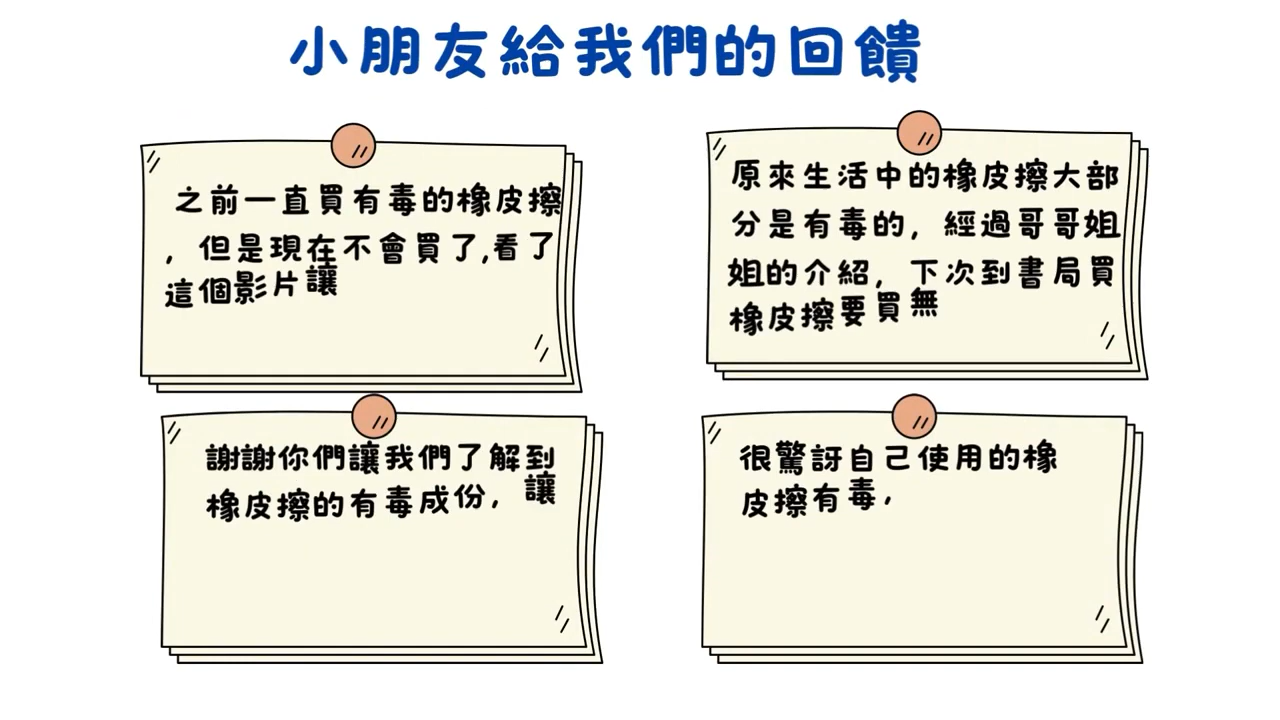 小朋友給我們的回饋
之前一直買有毒的橡皮擦
，但是現在不會買了,看了
這個影片讓
原來生活中的橡皮擦大部
分是有毒的，經過哥哥姐
姐的介紹，下次到書局買
橡皮擦要買無
謝謝你們讓我們了解到
橡皮擦的有毒成份，讓
很驚訝自己使用的橡
皮擦有毒，